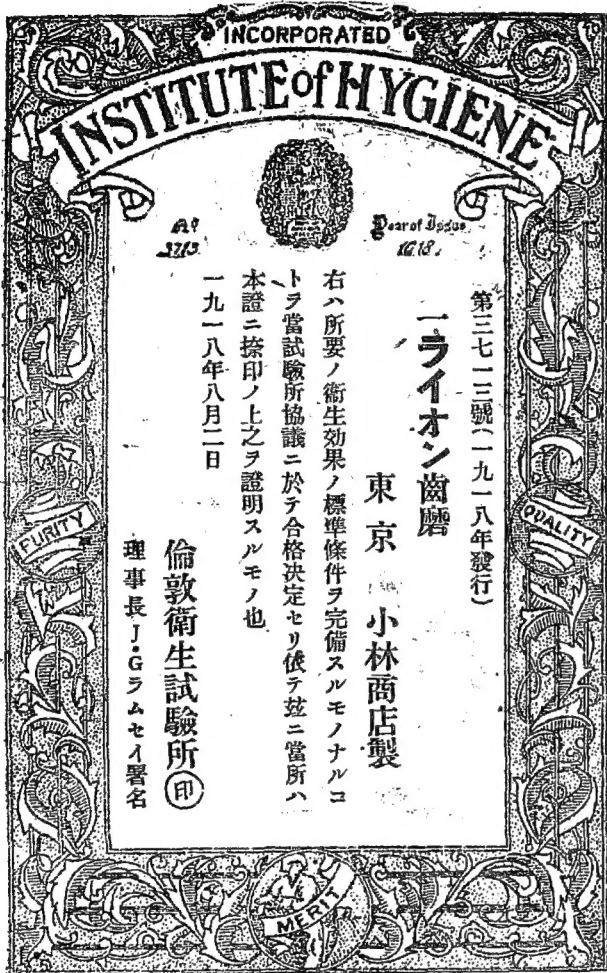 INCORPORATED
INSTITUTE of HYGIENE
No
3713.
Year of Issue
1918.
第三七一三號(一九一八年發行)
一ライオン齒磨
東京 小林商店製
右ハ所要ノ衞生効果ノ標準條件ヲ完備スルモノナルコ
トヲ當試驗所協議ニ於テ合格决定セリ依テ玆ニ當所ハ
本證ニ捺印ノ上之ヲ證明スルモノ也
一九一八年八月二日
倫敦衞生試驗所㊞
理事長J・Gラムセイ署名
PURITY
QUALITY
MERIT